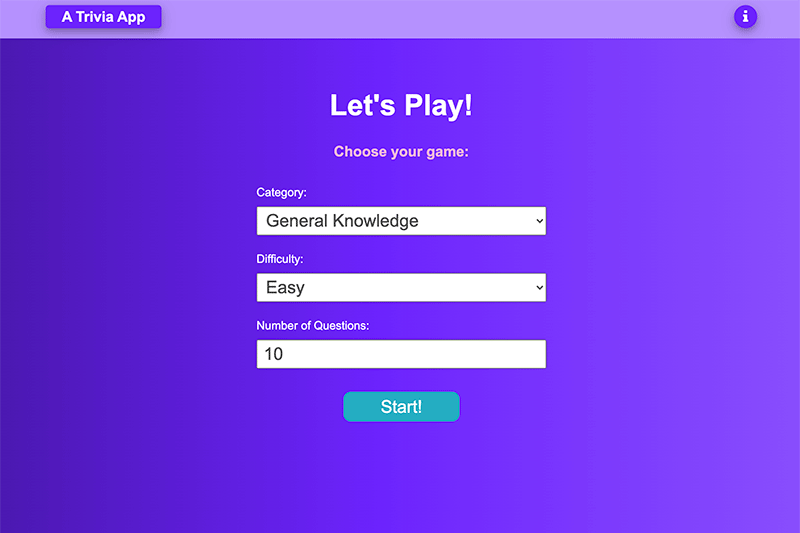 A Trivia App
i
Let's Play!
Choose your game:
Category:
General Knowledge
Difficulty:
Easy
Number of Questions:
10
Start!